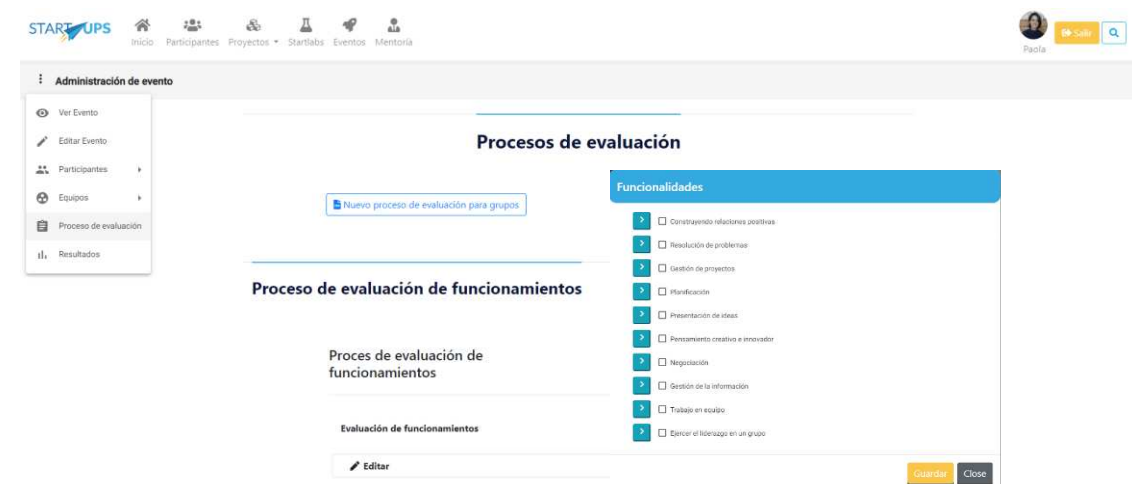 STARTUPS
Inicio Participantes Proyectos Startlabs Eventos Mentoría
Paola
Salir
Administración de evento
Ver Evento
Editar Evento
Participantes
Equipos
Proceso de evaluación
Resultados
Procesos de evaluación
Nuevo proceso de evaluación para grupos
Proceso de evaluación de funcionamientos
Proces de evaluación de
funcionamientos
Evaluación de funcionamientos
Editar
Funcionalidades
Construyendo relaciones positivas
Resolución de problemas
Gestión de proyectos
Planificación
Presentación de ideas
Pensamiento creativo e innovador
Negociación
Gestión de la información
Trabajo en equipo
Ejercer el liderazgo en un grupo
Guardar Close